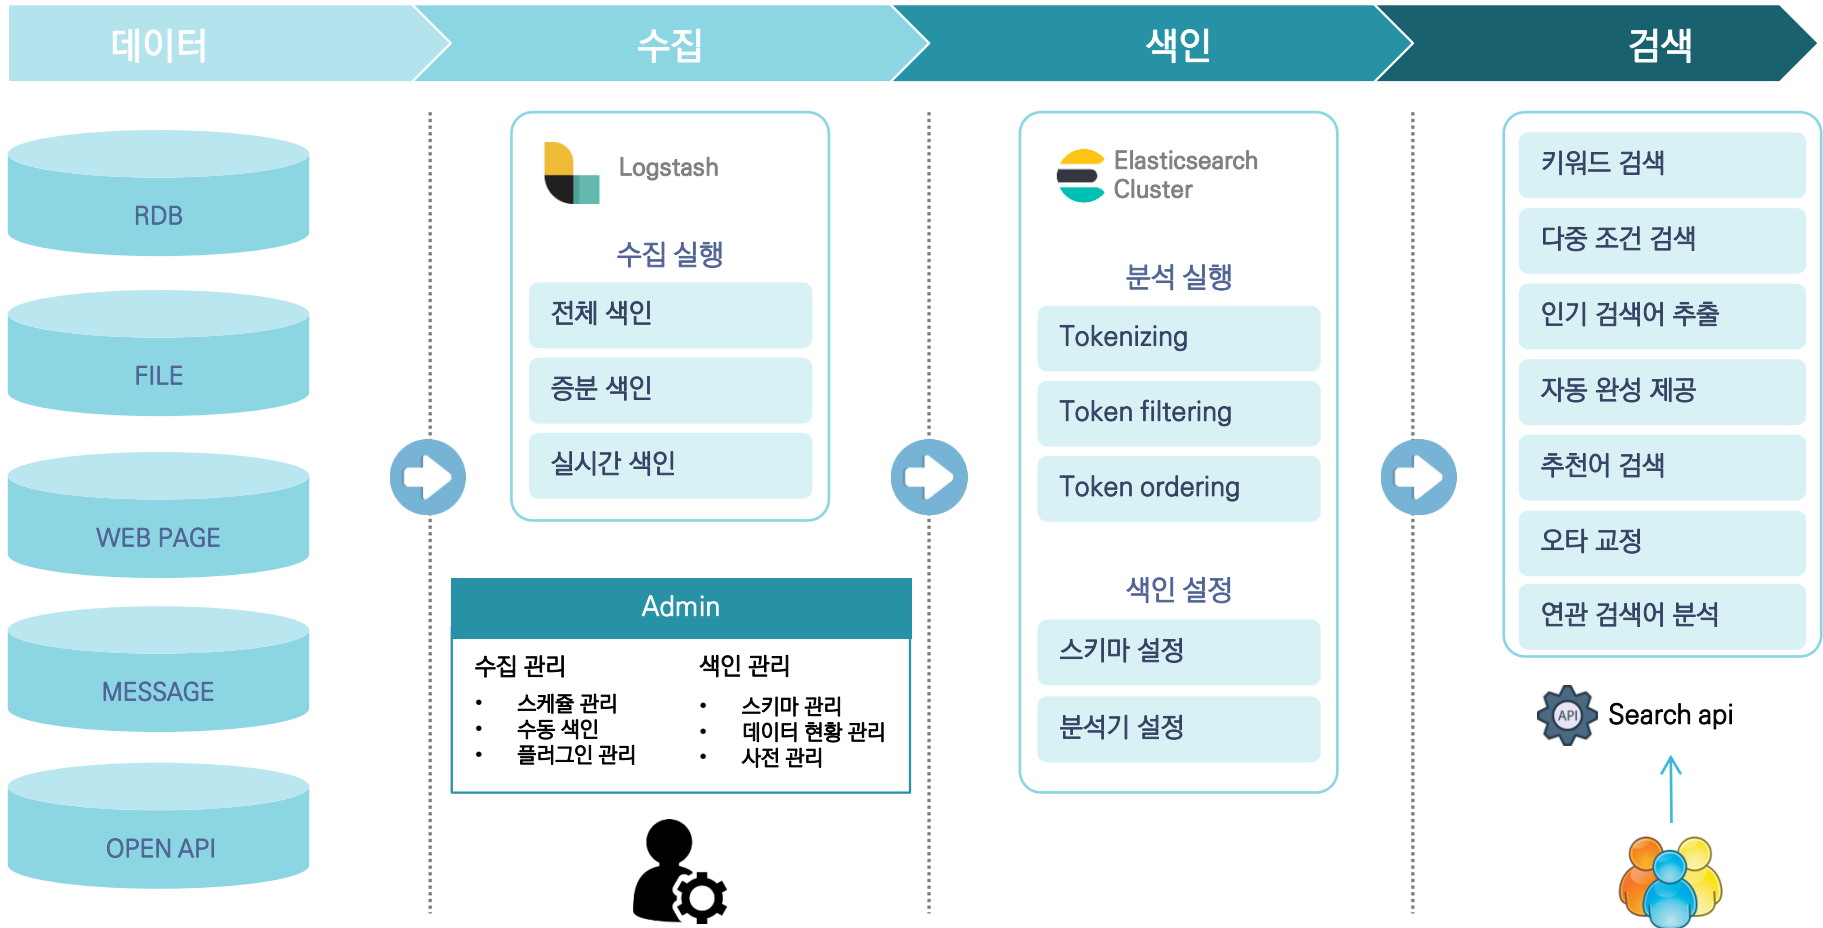 데이터
수집
색인
검색
RDB
FILE
WEB PAGE
MESSAGE
OPEN API
Logstash
수집 실행
전체 색인
증분 색인
실시간 색인
Admin
수집 관리
• 스케쥴 관리
• 수동 색인
• 플러그인 관리
색인 관리
• 스키마 관리
• 데이터 현황 관리
• 사전 관리
Elasticsearch
Cluster
분석 실행
Tokenizing
Token filtering
Token ordering
색인 설정
스키마 설정
분석기 설정
키워드 검색
다중 조건 검색
인기 검색어 추출
자동 완성 제공
추천어 검색
오타 교정
연관 검색어 분석
API
Search api